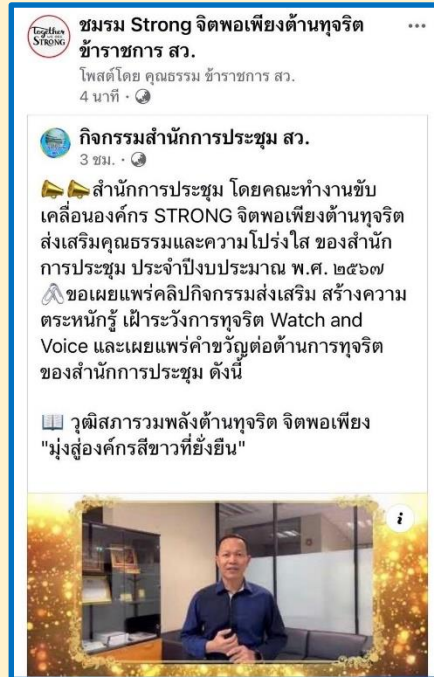 Together
STRONG
ชมรม Strong จิตพอเพียงต้านทุจริต
ข้าราชการ สว.
โพสต์โดย คุณธรรม ข้าราชการ สว.
4 นาที ·
กิจกรรมสำนักการประชุม สว.
3 ชม. ·
สำนักการประชุม โดยคณะทำงานขับ
เคลื่อนองค์กร STRONG จิตพอเพียงต้านทุจริต
ส่งเสริมคุณธรรมและความโปร่งใส ของสำนัก
การประชุม ประจำปีงบประมาณ พ.ศ. ๒๕๖๗
ขอเผยแพร่คลิปกิจกรรมส่งเสริม สร้างความ
ตระหนักรู้ เฝ้าระวังการทุจริต Watch and
Voice และเผยแพร่คำขวัญต่อต้านการทุจริต
ของสำนักการประชุม ดังนี้
วุฒิสภารวมพลังต้านทุจริต จิตพอเพียง
"มุ่งสู่องค์กรสีขาวที่ยั่งยืน"